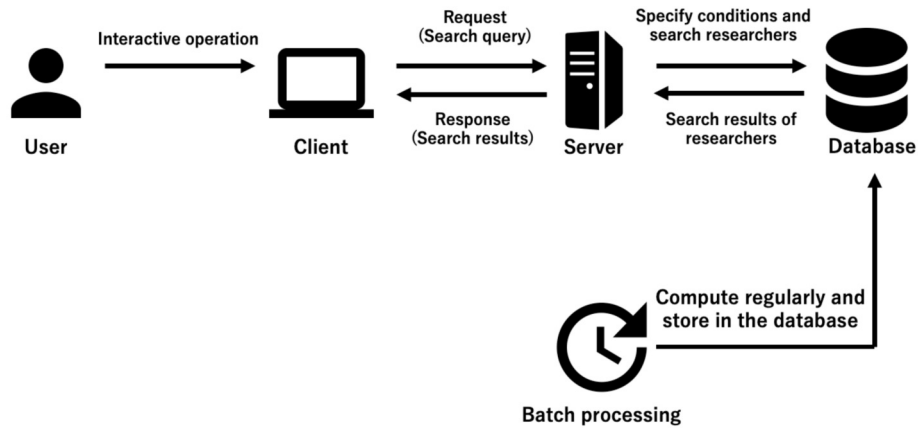 Interactive operation
Request
(Search query)
Specify conditions and
search researchers
Response
(Search results)
Search results of
researchers
User
Client
Server
Database
Compute regularly and
store in the database
Batch processing